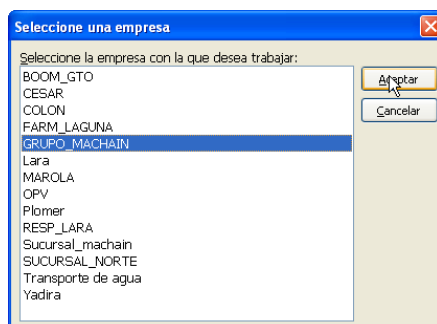 Seleccione una empresa
Seleccione la empresa con la que desea trabajar:
BOOM_GTO
CESAR
COLON
FARM_LAGUNA
GRUPO_MACHAIN
Lara
MAROLA
OPV
Plomer
RESP_LARA
Sucursal_machain
SUCURSAL_NORTE
Transporte de agua
Yadira
Aceptar
Cancelar